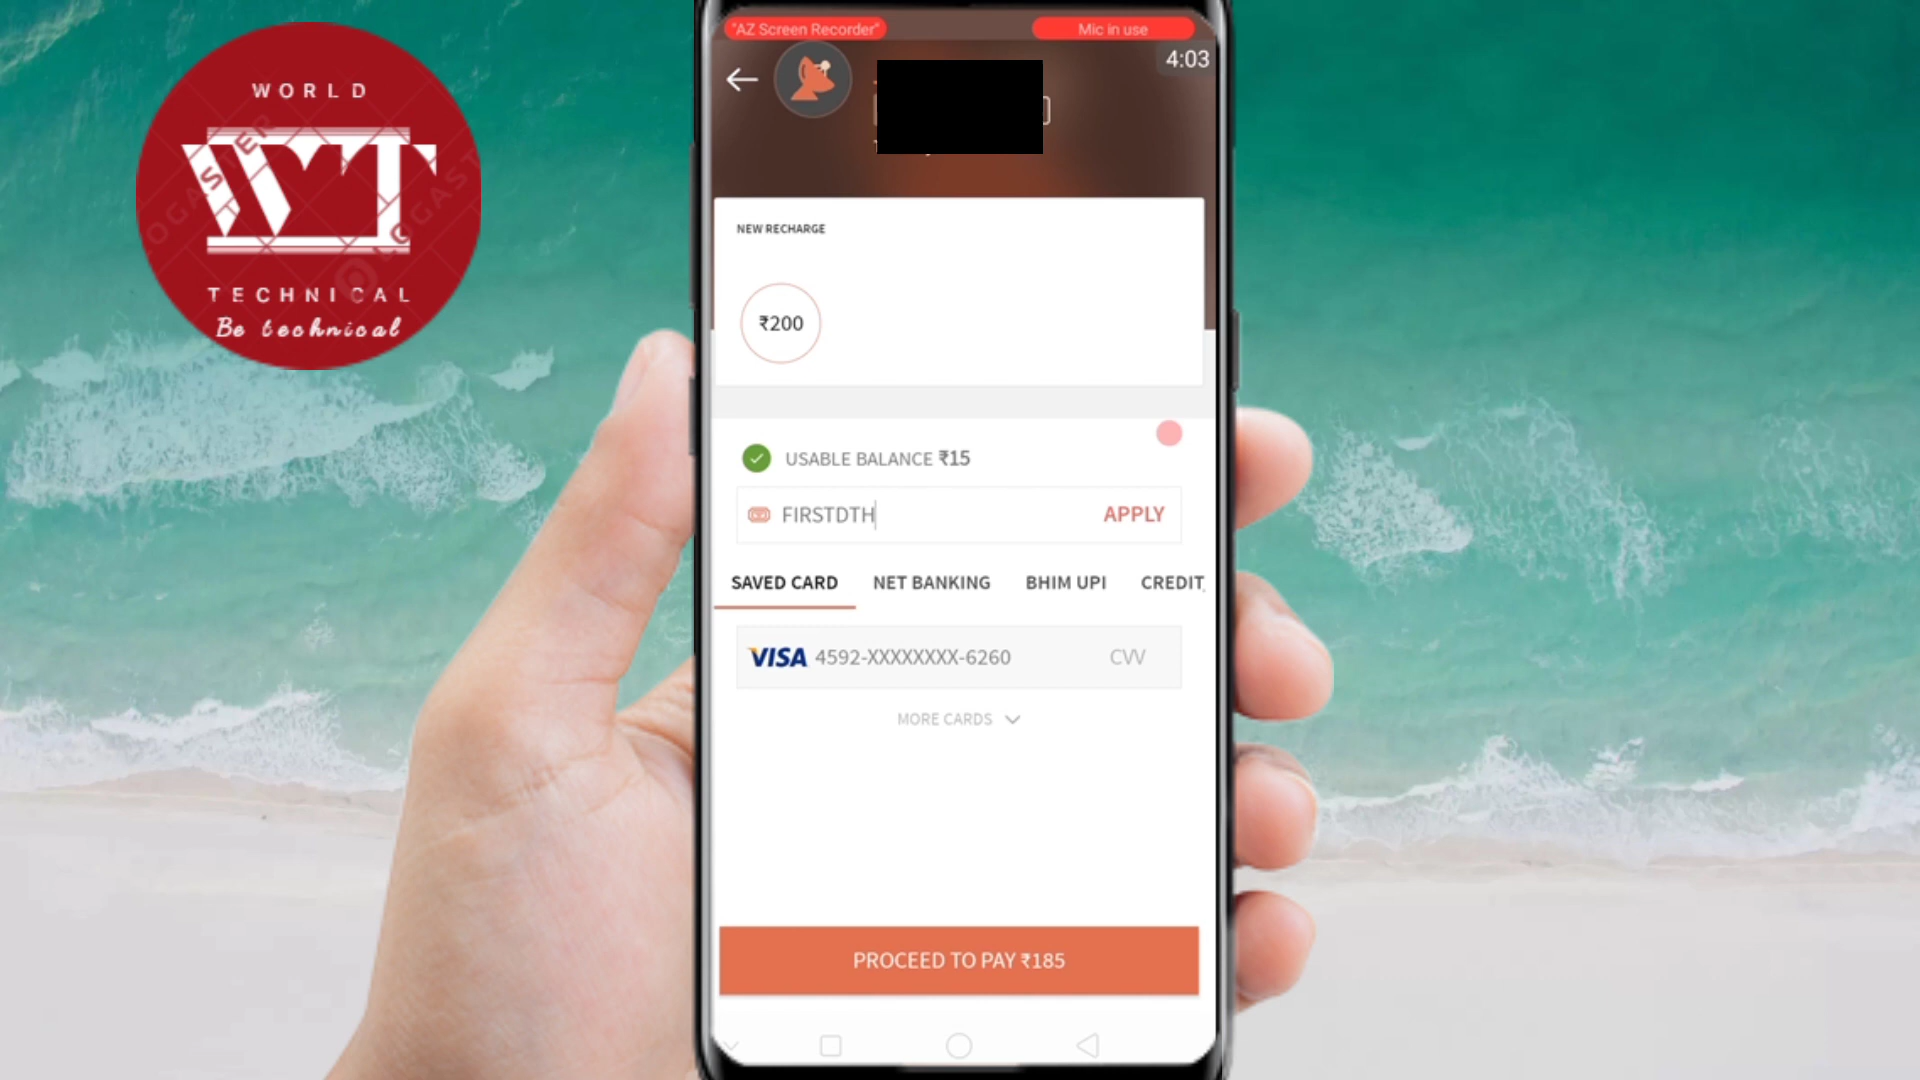 WORLD
WT
TECHNICAL
Be technical
"AZ Screen Recorder"
Mic in use
4:03
NEW RECHARGE
₹200
USABLE BALANCE ₹15
FIRSTDTH
APPLY
SAVED CARD
NET BANKING
BHIM UPI
CREDIT
VISA 4592-XXXXXXXX-6260
CVV
MORE CARDS
PROCEED TO PAY ₹185